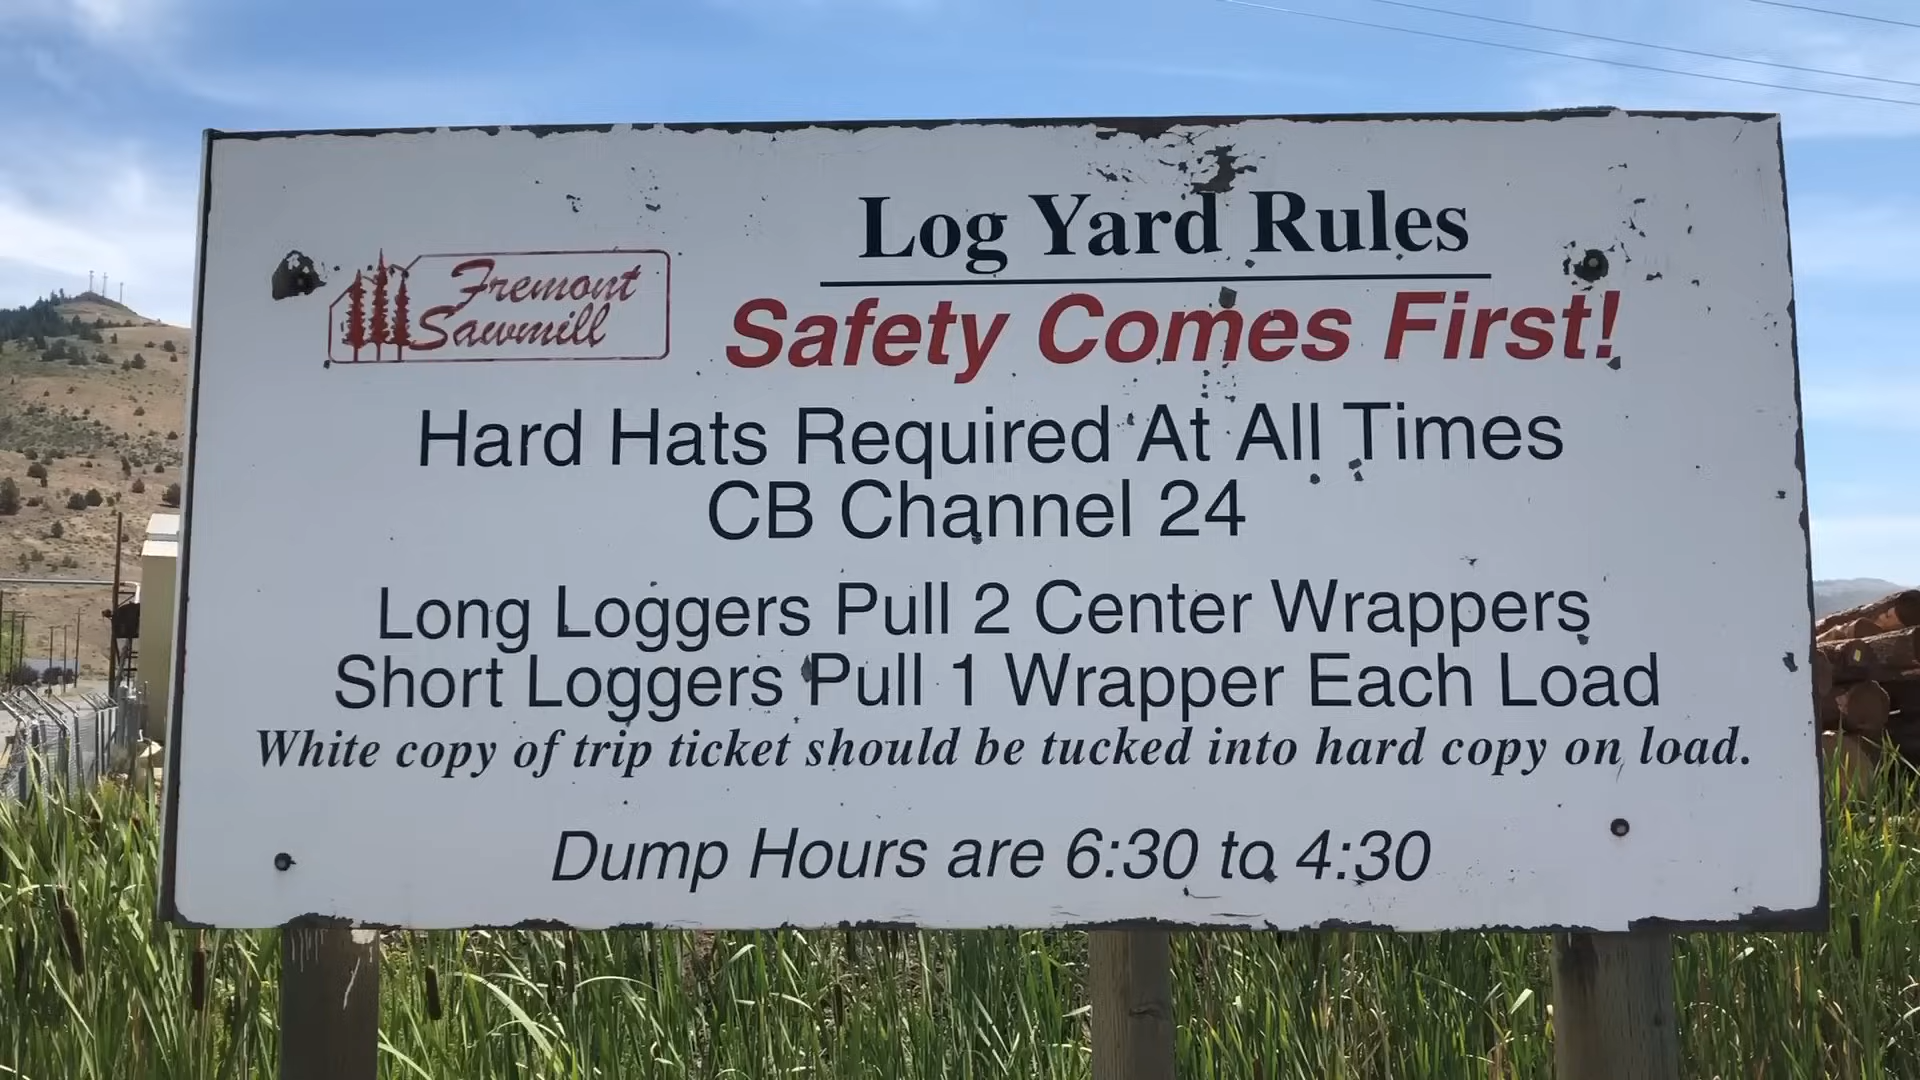 Log Yard Rules
Fremont
Sawmill
Safety Comes First!
Hard Hats Required At All Times
CB Channel 24
Long Loggers Pull 2 Center Wrappers
Short Loggers Pull 1 Wrapper Each Load
White copy of trip ticket should be tucked into hard copy on load.
Dump Hours are 6:30 to 4:30